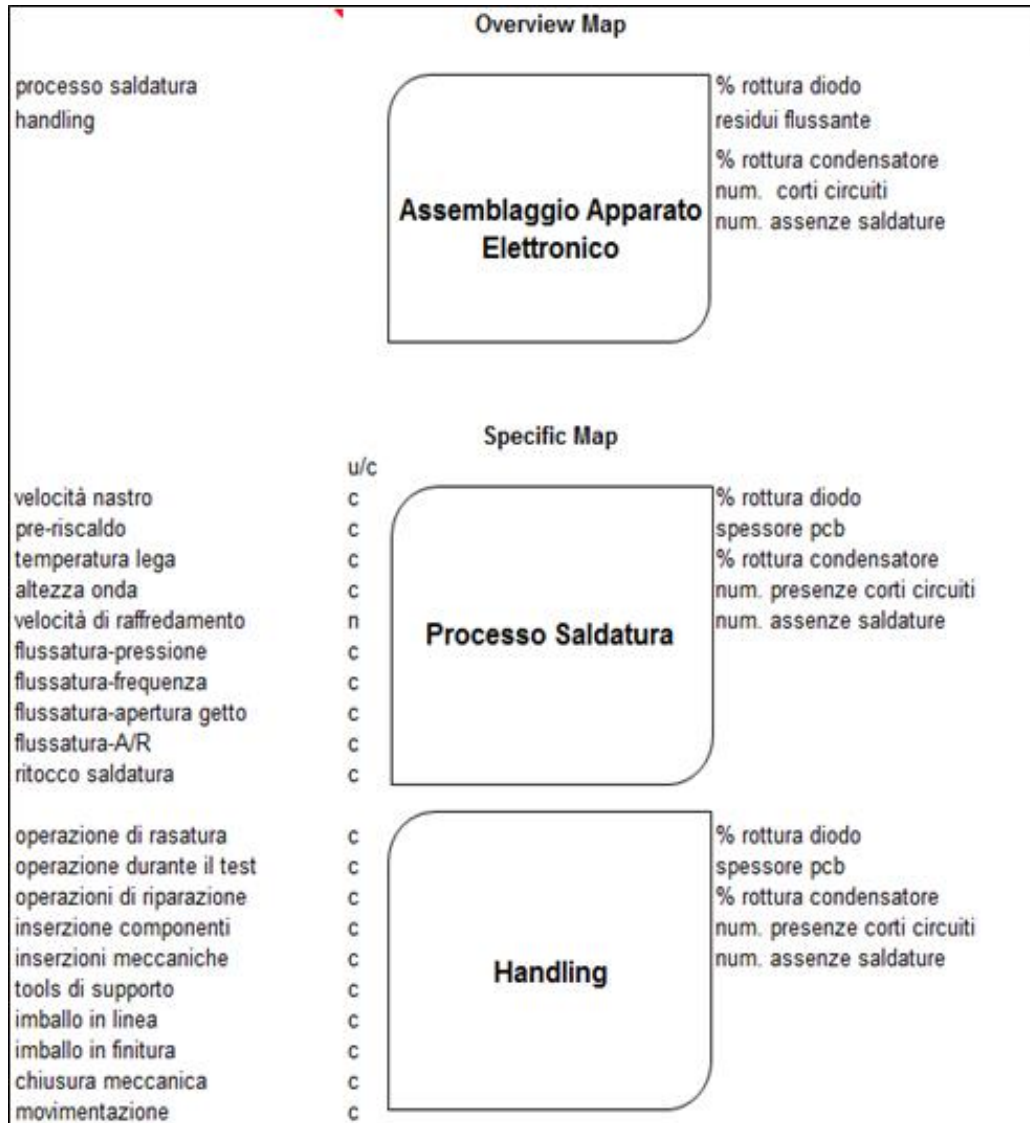 Overview Map
processo saldatura
handling
Assemblaggio Apparato
Elettronico
% rottura diodo
residui flussante
% rottura condensatore
num. corti circuiti
num. assenze saldature
Specific Map
u/c
velocità nastro c
pre-riscaldo c
temperatura lega c
altezza onda c
velocità di raffredamento n
flussatura-pressione c
flussatura-frequenza c
flussatura-apertura getto c
flussatura-A/R c
ritocco saldatura c
Processo Saldatura
% rottura diodo
spessore pcb
% rottura condensatore
num. presenze corti circuiti
num. assenze saldature
operazione di rasatura c
operazione durante il test c
operazioni di riparazione c
inserzione componenti c
inserzioni meccaniche c
tools di supporto c
imballo in linea c
imballo in finitura c
chiusura meccanica c
movimentazione c
Handling
% rottura diodo
spessore pcb
% rottura condensatore
num. presenze corti circuiti
num. assenze saldature